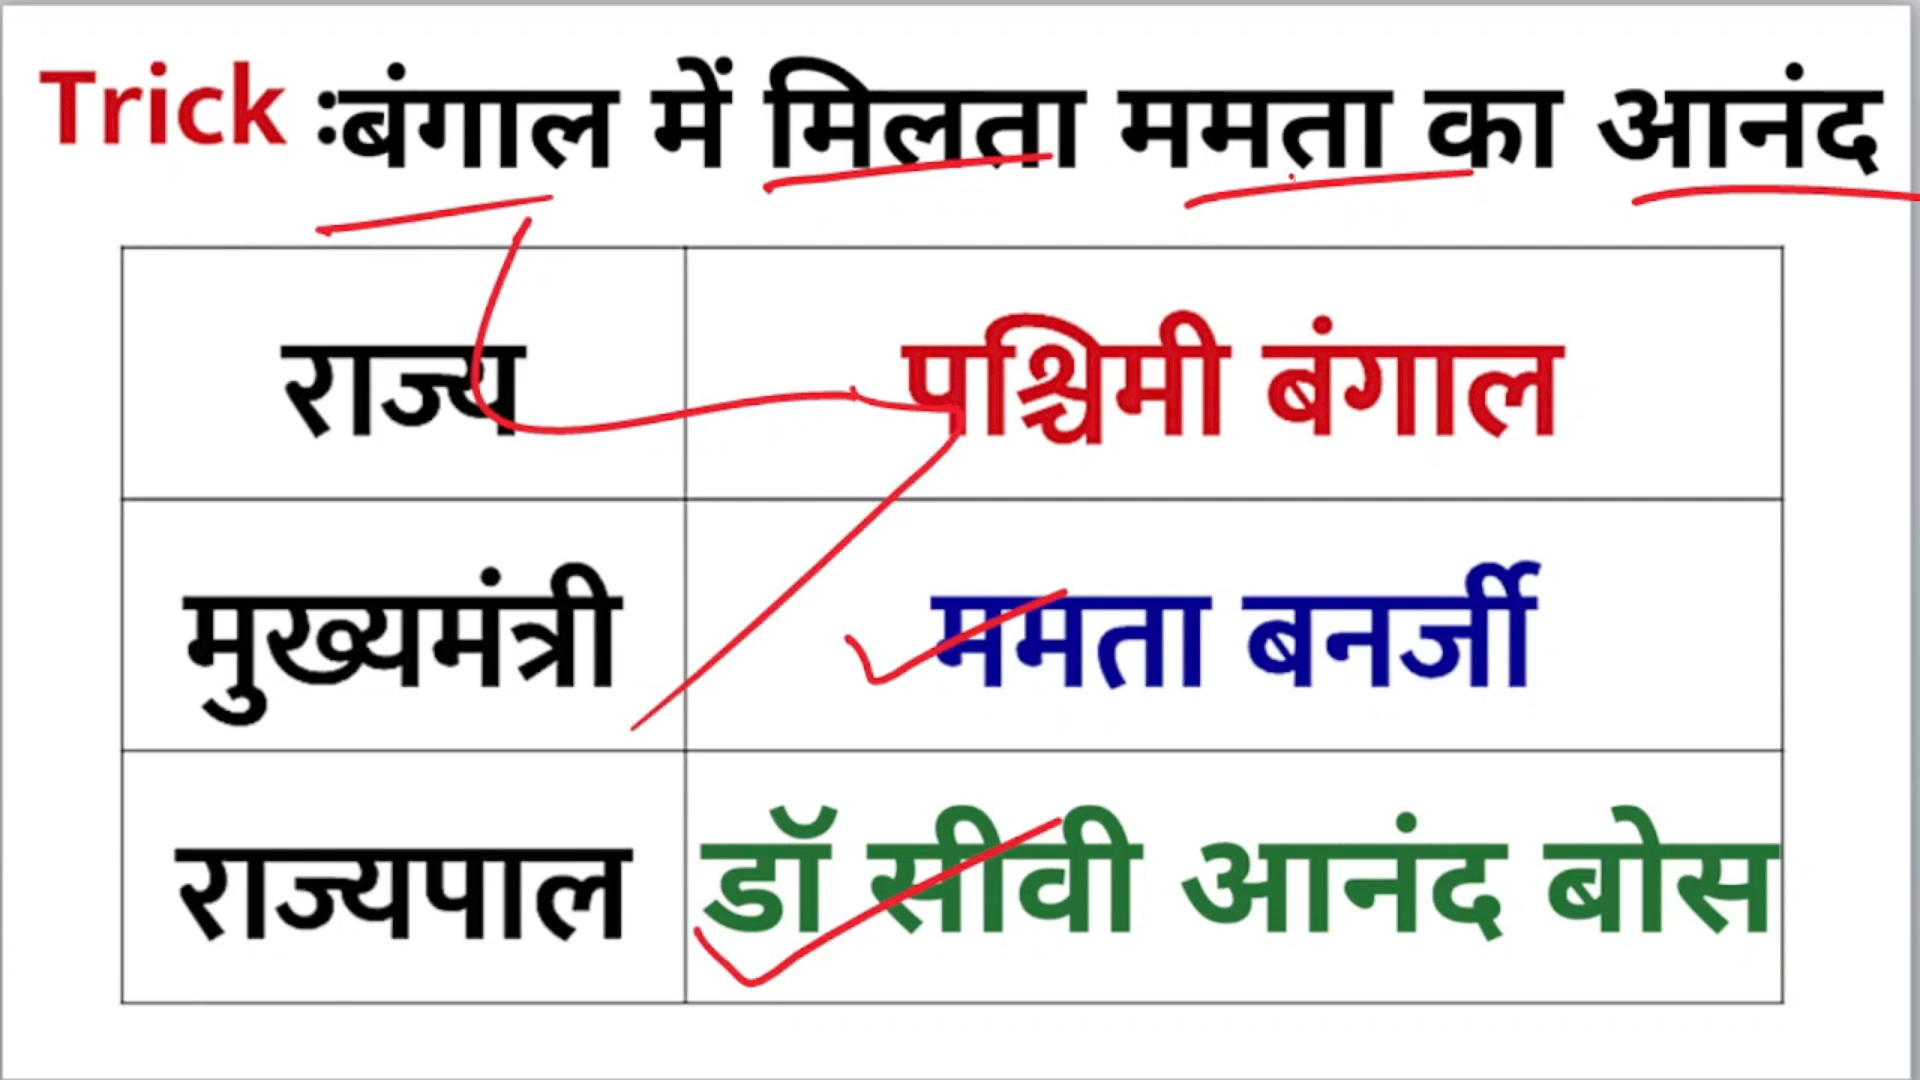 Trick :बंगाल में मिलता ममता का आनंद
राज्य पश्चिमी बंगाल
मुख्यमंत्री ममता बनर्जी
राज्यपाल डॉ सीवी आनंद बोस